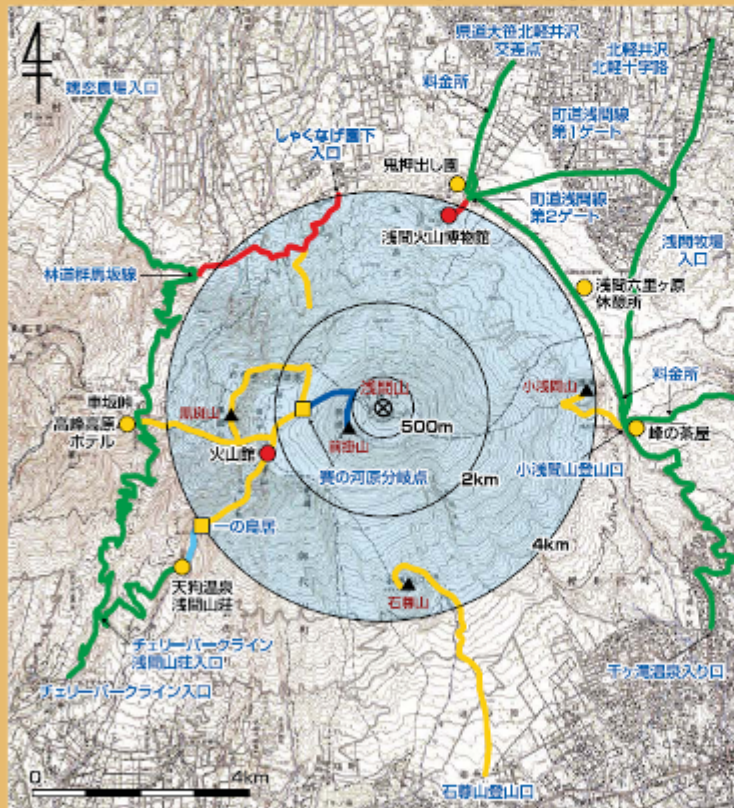 県道大笹北軽井沢
交差点
北軽井沢
北軽十字路
嬬恋農場入口
料金所
町道浅間線
第1ゲート
しゃくなげ園下
入口
鬼押出し園
町道浅間線
第2ゲート
浅間火山博物館
浅間牧場
入口
林道群馬坂線
浅間六里ヶ原
休憩所
車坂峠
高峰高原
ホテル
黒斑山
浅間山
小浅間山
料金所
500m
前掛山
峰の茶屋
火山館
賽の河原分岐点
2km
小浅間山登山口
一の鳥居
4km
天狗温泉
浅間山荘
石尊山
チェリーパークライン
浅間山荘入口
チェリーパークライン入口
千ヶ滝温泉入り口
石尊山登山口
0
4km